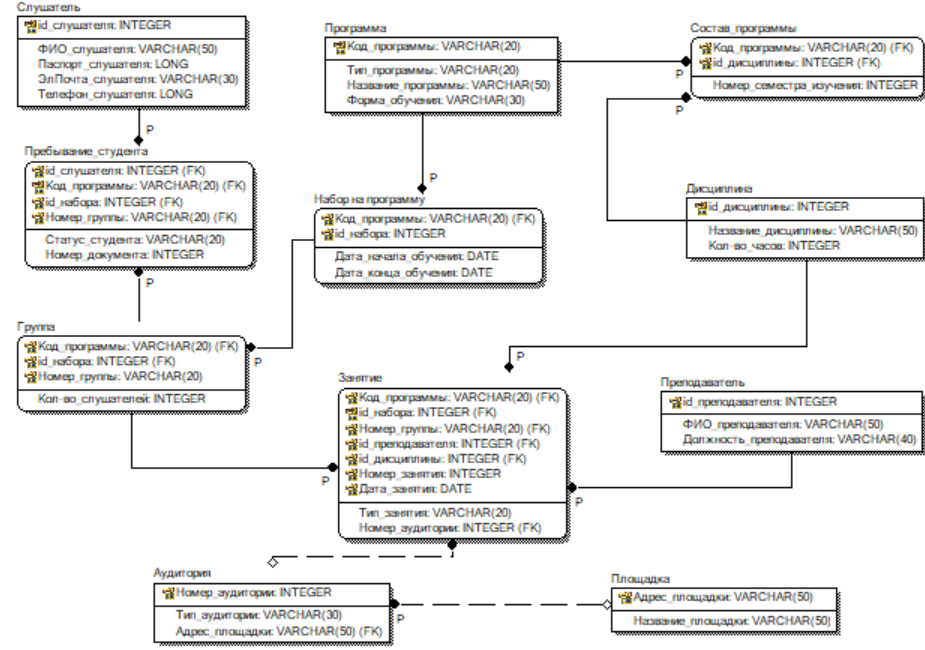 Слушатель
id_слушателя: INTEGER
ФИО_слушателя: VARCHAR(50)
Паспорт_слушателя: LONG
ЭлПочта_слушателя: VARCHAR(30)
Телефон_слушателя: LONG
P
Программа
Код_программы: VARCHAR(20)
Тип_программы: VARCHAR(20)
Название_программы: VARCHAR(50)
Форма_обучения: VARCHAR(30)
P
Состав_программы
Код_программы: VARCHAR(20) (FK)
id_дисциплины: INTEGER (FK)
Номер_семестра_изучения: INTEGER
P
P
Пребывание_студента
id_слушателя: INTEGER (FK)
Код_программы: VARCHAR(20) (FK)
id_набора: INTEGER (FK)
Номер_группы: VARCHAR(20) (FK)
Статус_студента: VARCHAR(20)
Номер_документа: INTEGER
P
Набор на программу
Код_программы: VARCHAR(20) (FK)
id_набора: INTEGER
Дата_начала_обучения: DATE
Дата_конца_обучения: DATE
Дисциплина
id_дисциплины: INTEGER
Название_дисциплины: VARCHAR(50)
Кол-во_часов: INTEGER
P
Группа
Код_программы: VARCHAR(20) (FK)
id_набора: INTEGER (FK)
Номер_группы: VARCHAR(20)
Кол-во_слушателей: INTEGER
P
P
Занятие
Код_программы: VARCHAR(20) (FK)
id_набора: INTEGER (FK)
Номер_группы: VARCHAR(20) (FK)
id_преподавателя: INTEGER (FK)
id_дисциплины: INTEGER (FK)
Номер_занятия: INTEGER
Дата_занятия: DATE
Тип_занятия: VARCHAR(20)
Номер_аудитории: INTEGER (FK)
Преподаватель
id_преподавателя: INTEGER
ФИО_преподавателя: VARCHAR(50)
Должность_преподавателя: VARCHAR(40)
P
Аудитория
Номер_аудитории: INTEGER
Тип_аудитории: VARCHAR(30)
Адрес_площадки: VARCHAR(50) (FK)
P
Площадка
Адрес_площадки: VARCHAR(50)
Название_площадки: VARCHAR(50)